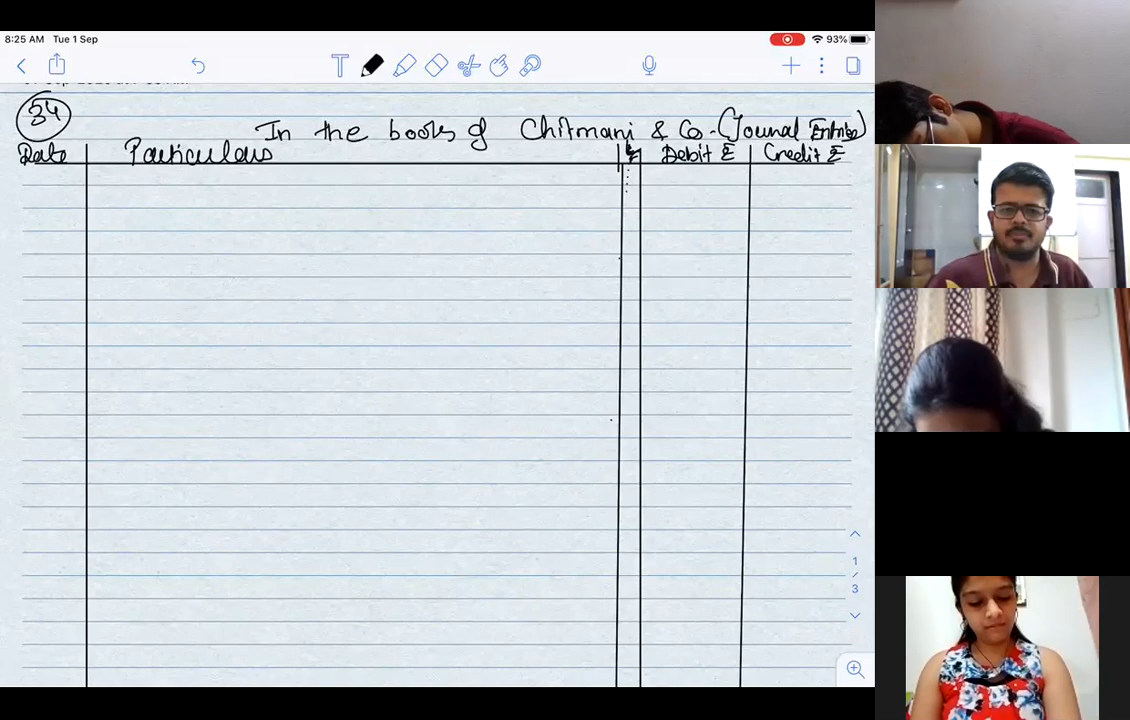 8:25 AM Tue 1 Sep 93%
34
In the books of Chitmani & Co. (Journal Entries)
Date Particulars Debit ₹ Credit ₹
1
/
3